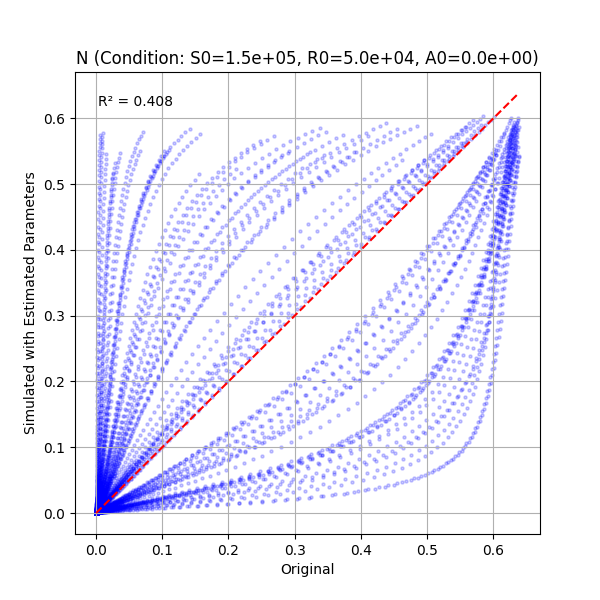 N (Condition: S0=1.5e+05, R0=5.0e+04, A0=0.0e+00)
R² = 0.408
Simulated with Estimated Parameters
0.6
0.5
0.4
0.3
0.2
0.1
0.0
0.0 0.1 0.2 0.3 0.4 0.5 0.6
Original